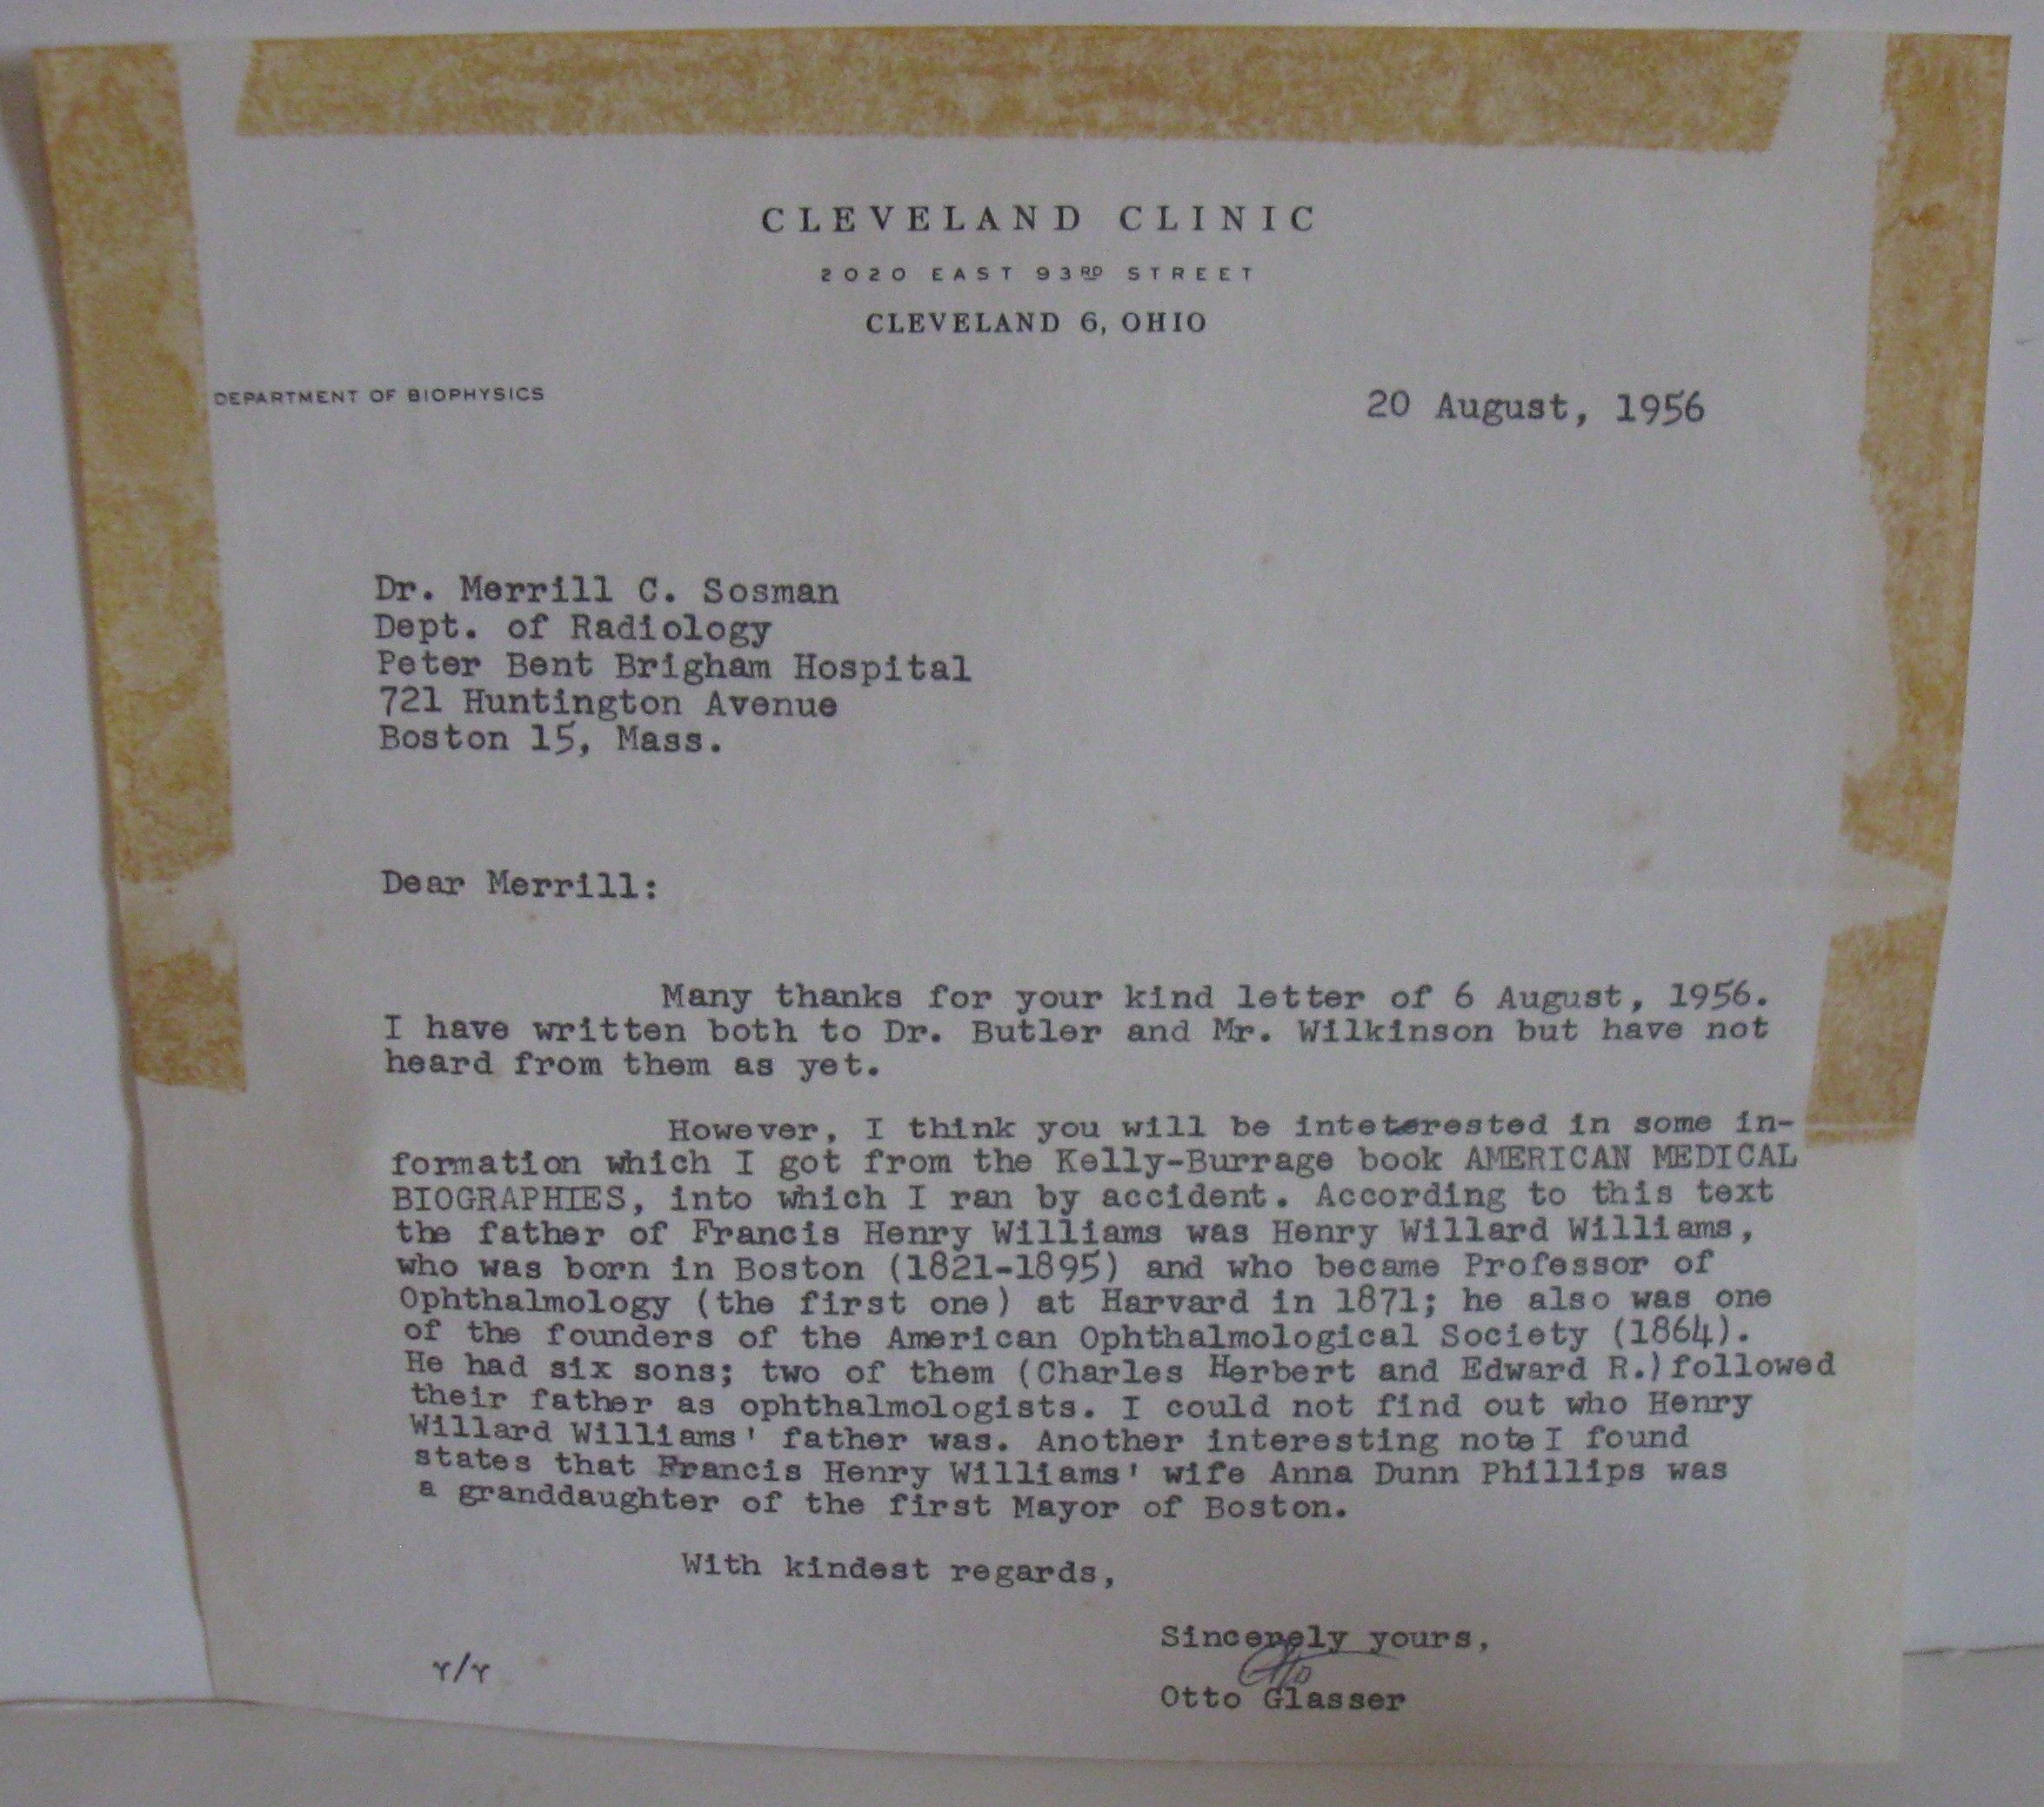 CLEVELAND CLINIC
2020 EAST 93RD STREET
CLEVELAND 6, OHIO
DEPARTMENT OF BIOPHYSICS
20 August, 1956
Dr. Merrill C. Sosman
Dept. of Radiology
Peter Bent Brigham Hospital
721 Huntington Avenue
Boston 15, Mass.
Dear Merrill:
Many thanks for your kind letter of 6 August, 1956.
I have written both to Dr. Butler and Mr. Wilkinson but have not
heard from them as yet.
However, I think you will be inteterested in some in-
formation which I got from the Kelly-Burrage book AMERICAN MEDICAL
BIOGRAPHIES, into which I ran by accident. According to this text
the father of Francis Henry Williams was Henry Willard Williams,
who was born in Boston (1821-1895) and who became Professor of
Ophthalmology (the first one) at Harvard in 1871; he also was one
of the founders of the American Ophthalmological Society (1864).
He had six sons; two of them (Charles Herbert and Edward R.) followed
their father as ophthalmologists. I could not find out who Henry
Willard Williams' father was. Another interesting note I found
states that Francis Henry Williams' wife Anna Dunn Phillips was
a granddaughter of the first Mayor of Boston.
With kindest regards,
Sincerely yours,
Otto
r/r
Otto Glasser